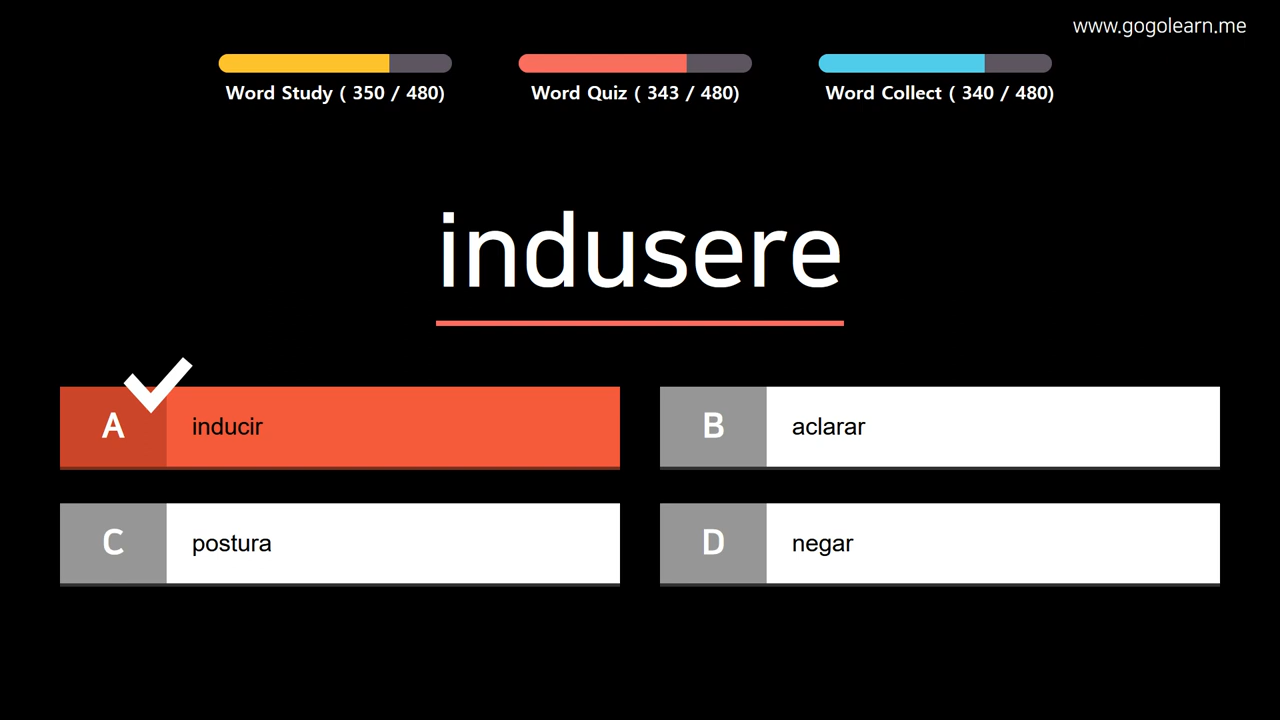 www.gogolearn.me
Word Study ( 350 / 480)
Word Quiz ( 343 / 480)
Word Collect ( 340 / 480)
indusere
A inducir
B aclarar
C postura
D negar